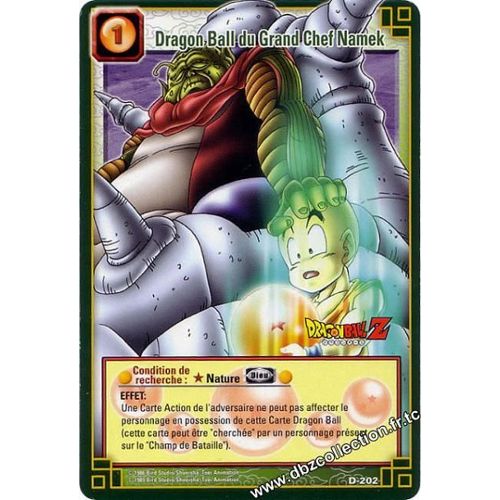 1
Dragon Ball du Grand Chef Namek
DRAGON BALL Z
Condition de
recherche : ★ Nature Bleu
EFFET:
Une Carte Action de l'adversaire ne peut pas affecter le
personnage en possession de cette Carte Dragon Ball
(cette carte peut être "cherchée" par un personnage présent
sur le "Champ de Bataille").
D-202
www.dbzcollection.fr.tc